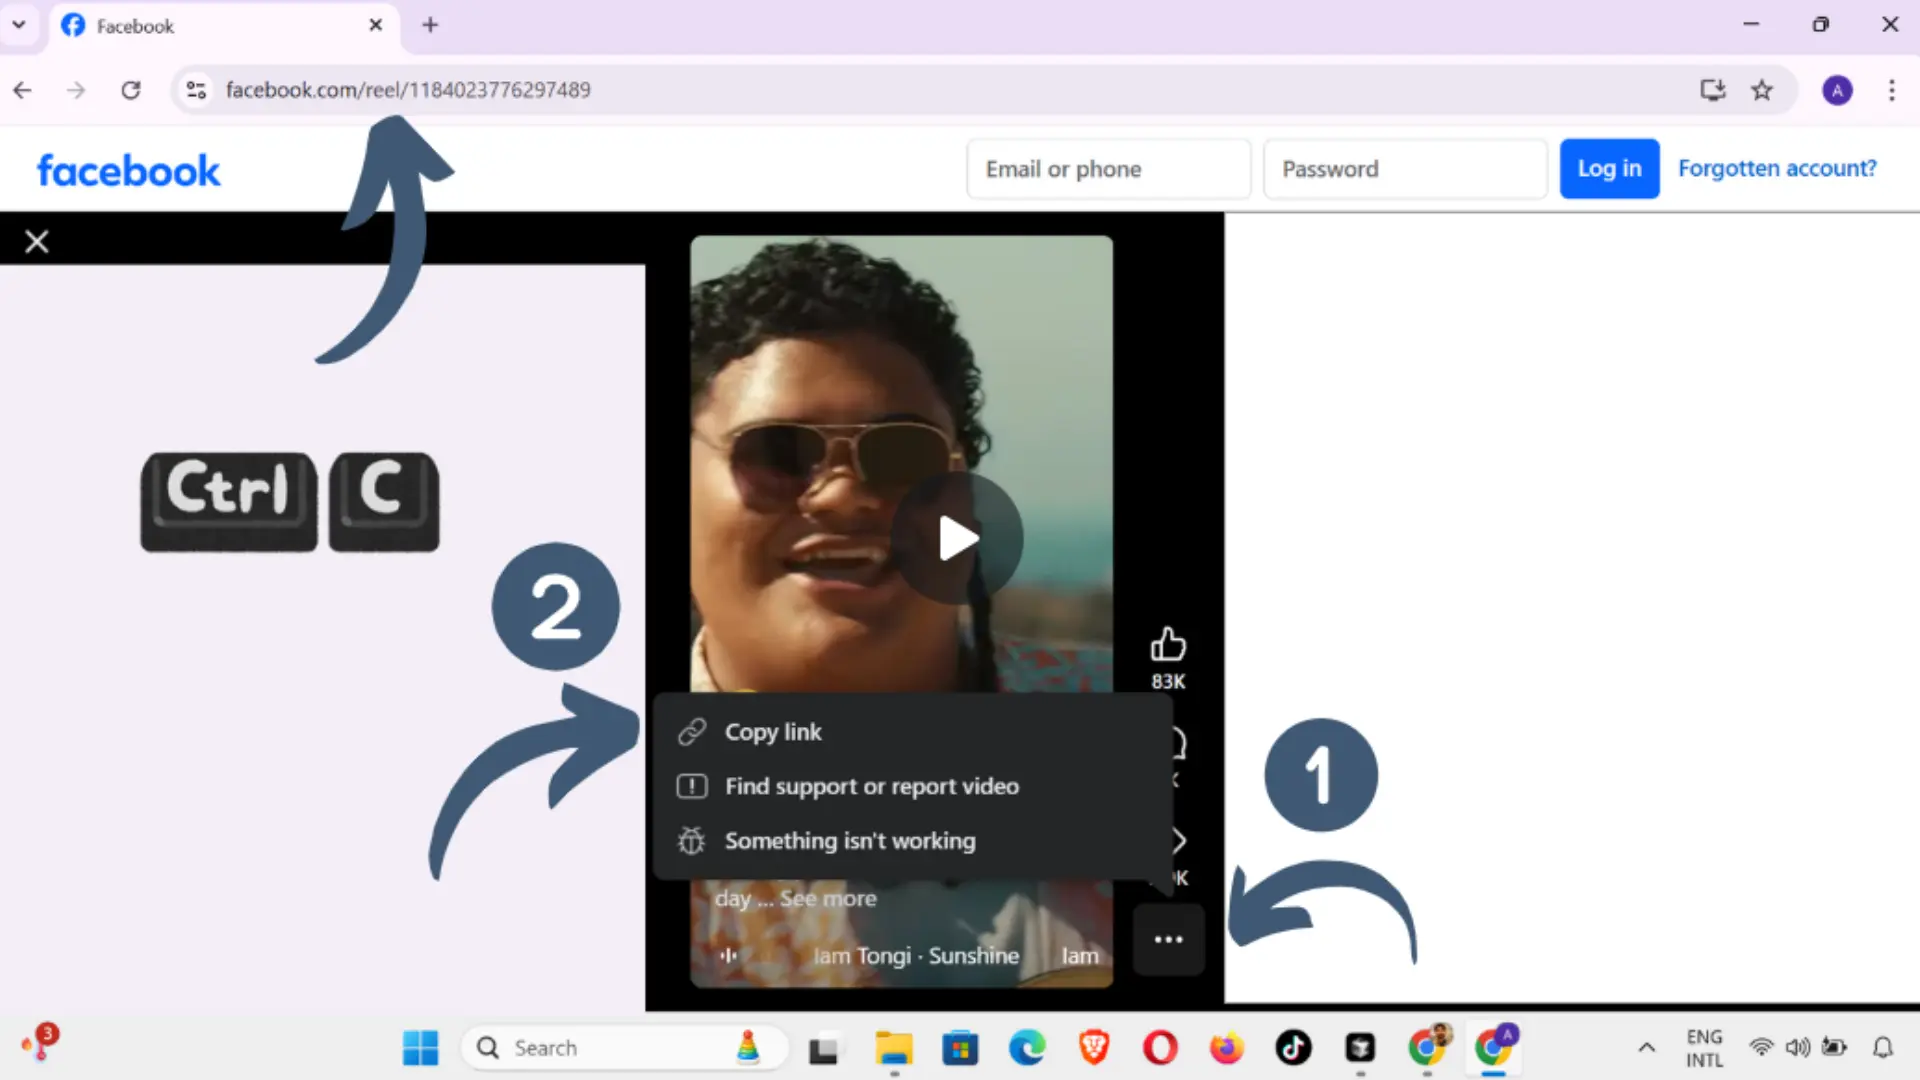 Facebook
facebook.com/reel/1184023776297489
A
facebook
Email or phone
Password
Log in
Forgotten account?
Ctrl C
2
83K
Copy link
Find support or report video
Something isn't working
1
K
day ... See more
Iam Tongi · Sunshine Iam
3
Search
A
ENG
INTL